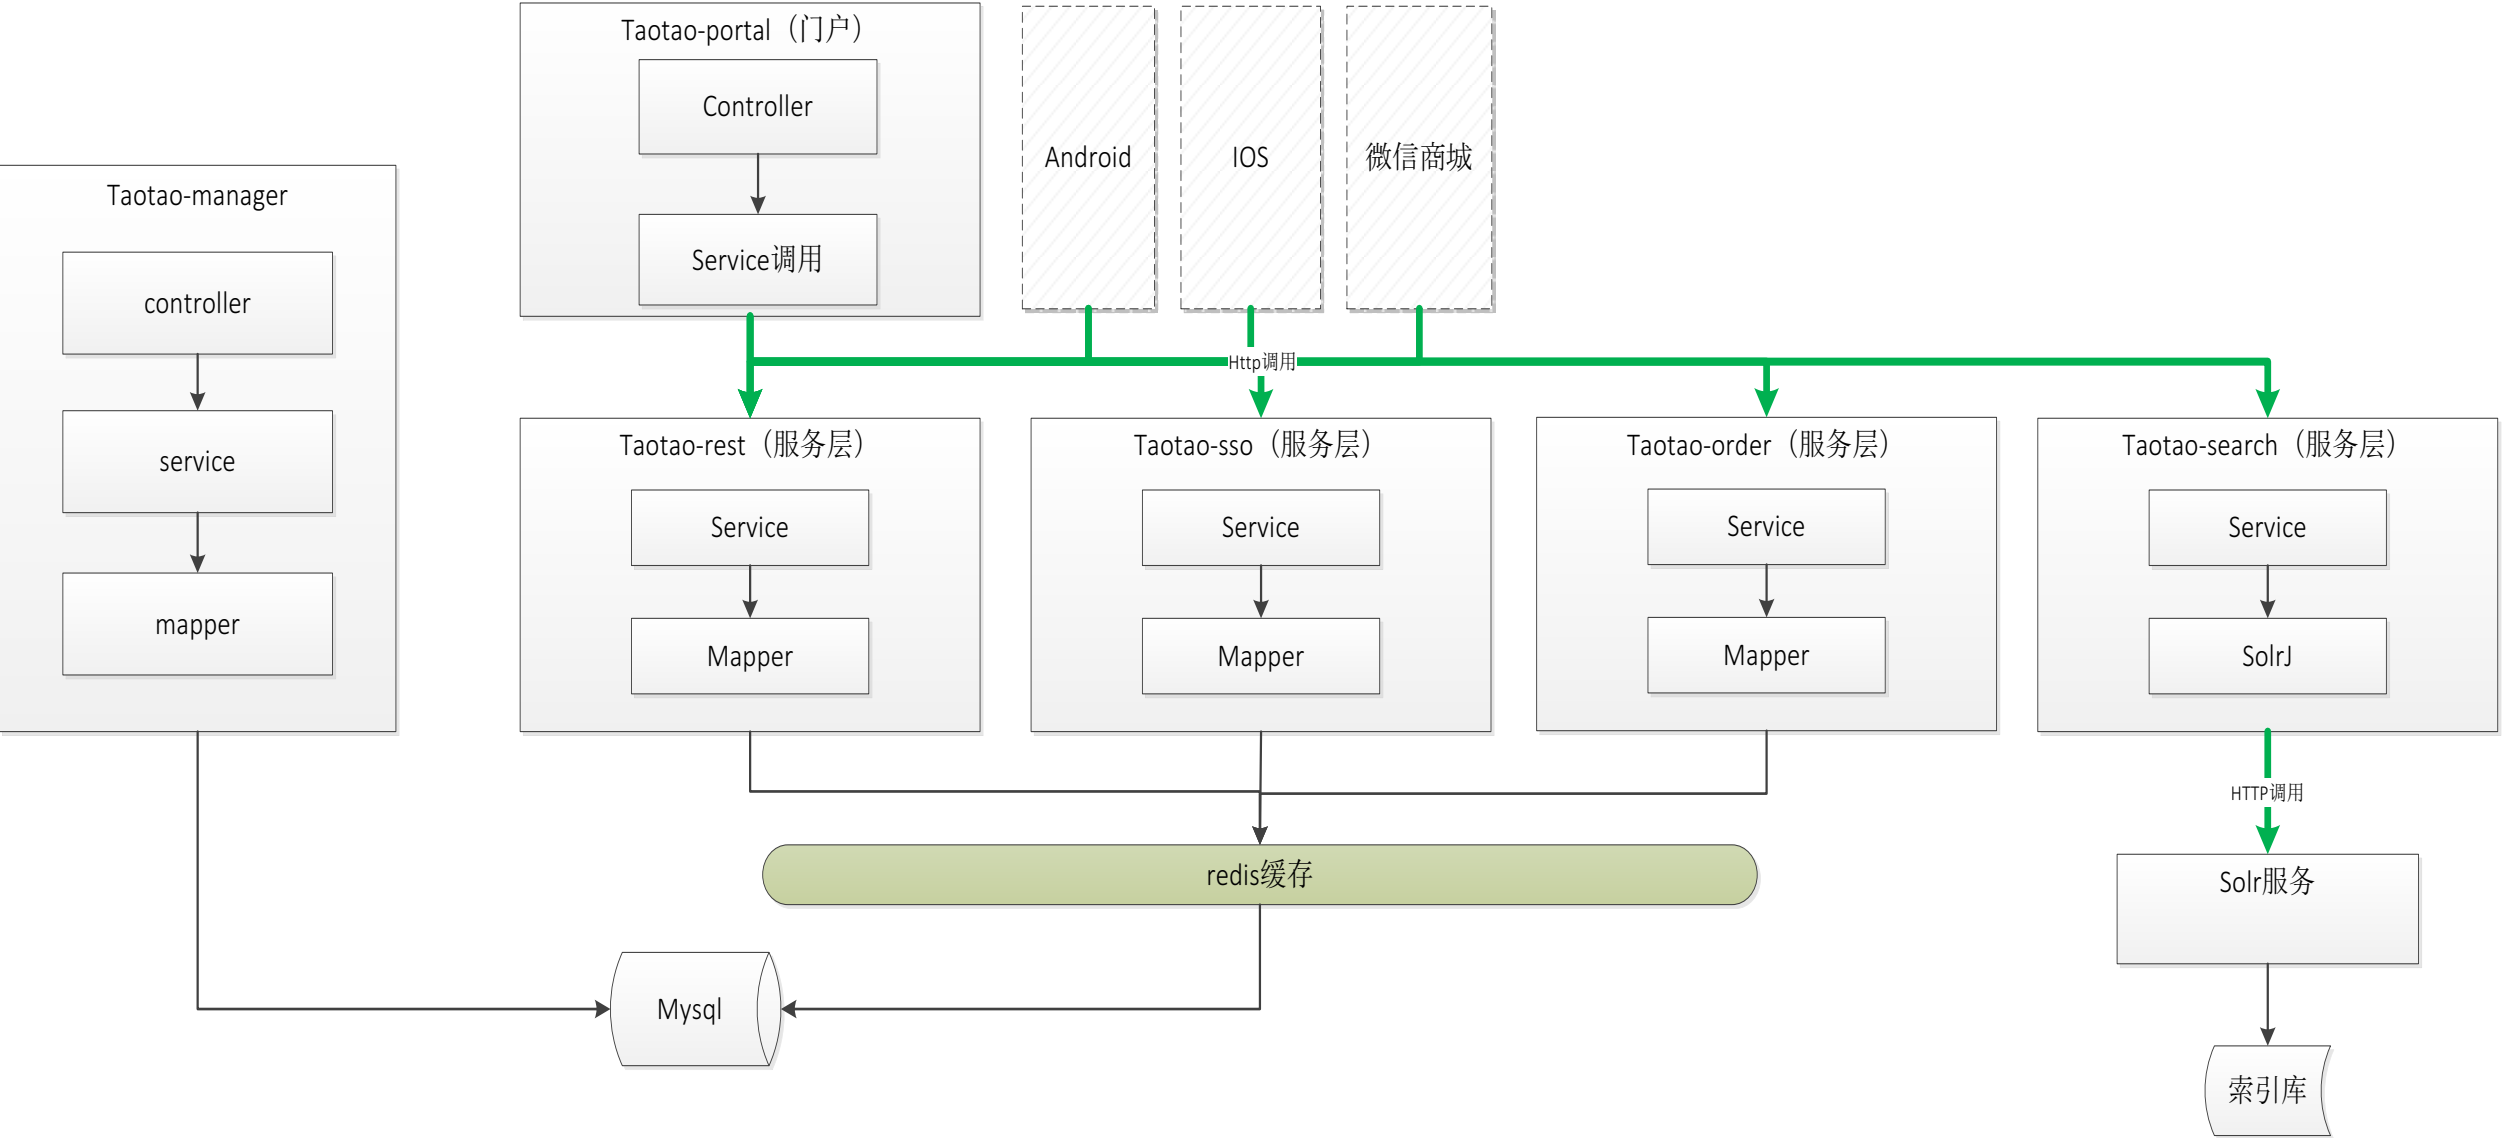 Taotao-portal（门户）
Controller
Service调用
Android
IOS
微信商城
Taotao-manager
controller
service
mapper
Http调用
Taotao-rest（服务层）
Service
Mapper
Taotao-sso（服务层）
Service
Mapper
Taotao-order（服务层）
Service
Mapper
Taotao-search（服务层）
Service
SolrJ
HTTP调用
redis缓存
Solr服务
Mysql
索引库